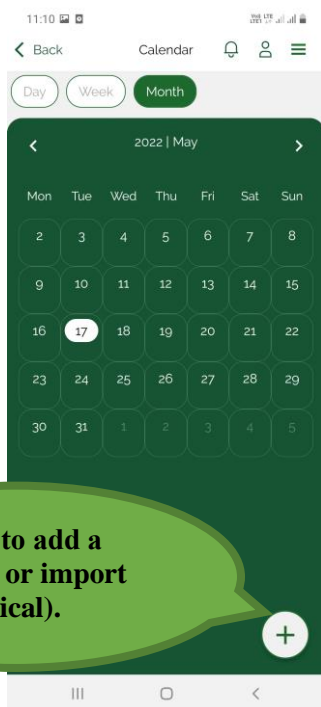 11:10
Back Calendar
Day Week Month
2022 | May
Mon Tue Wed Thu Fri Sat Sun
2 3 4 5 6 7 8
9 10 11 12 13 14 15
16 17 18 19 20 21 22
23 24 25 26 27 28 29
30 31 1 2 3 4 5
to add a
or import
ical).
+